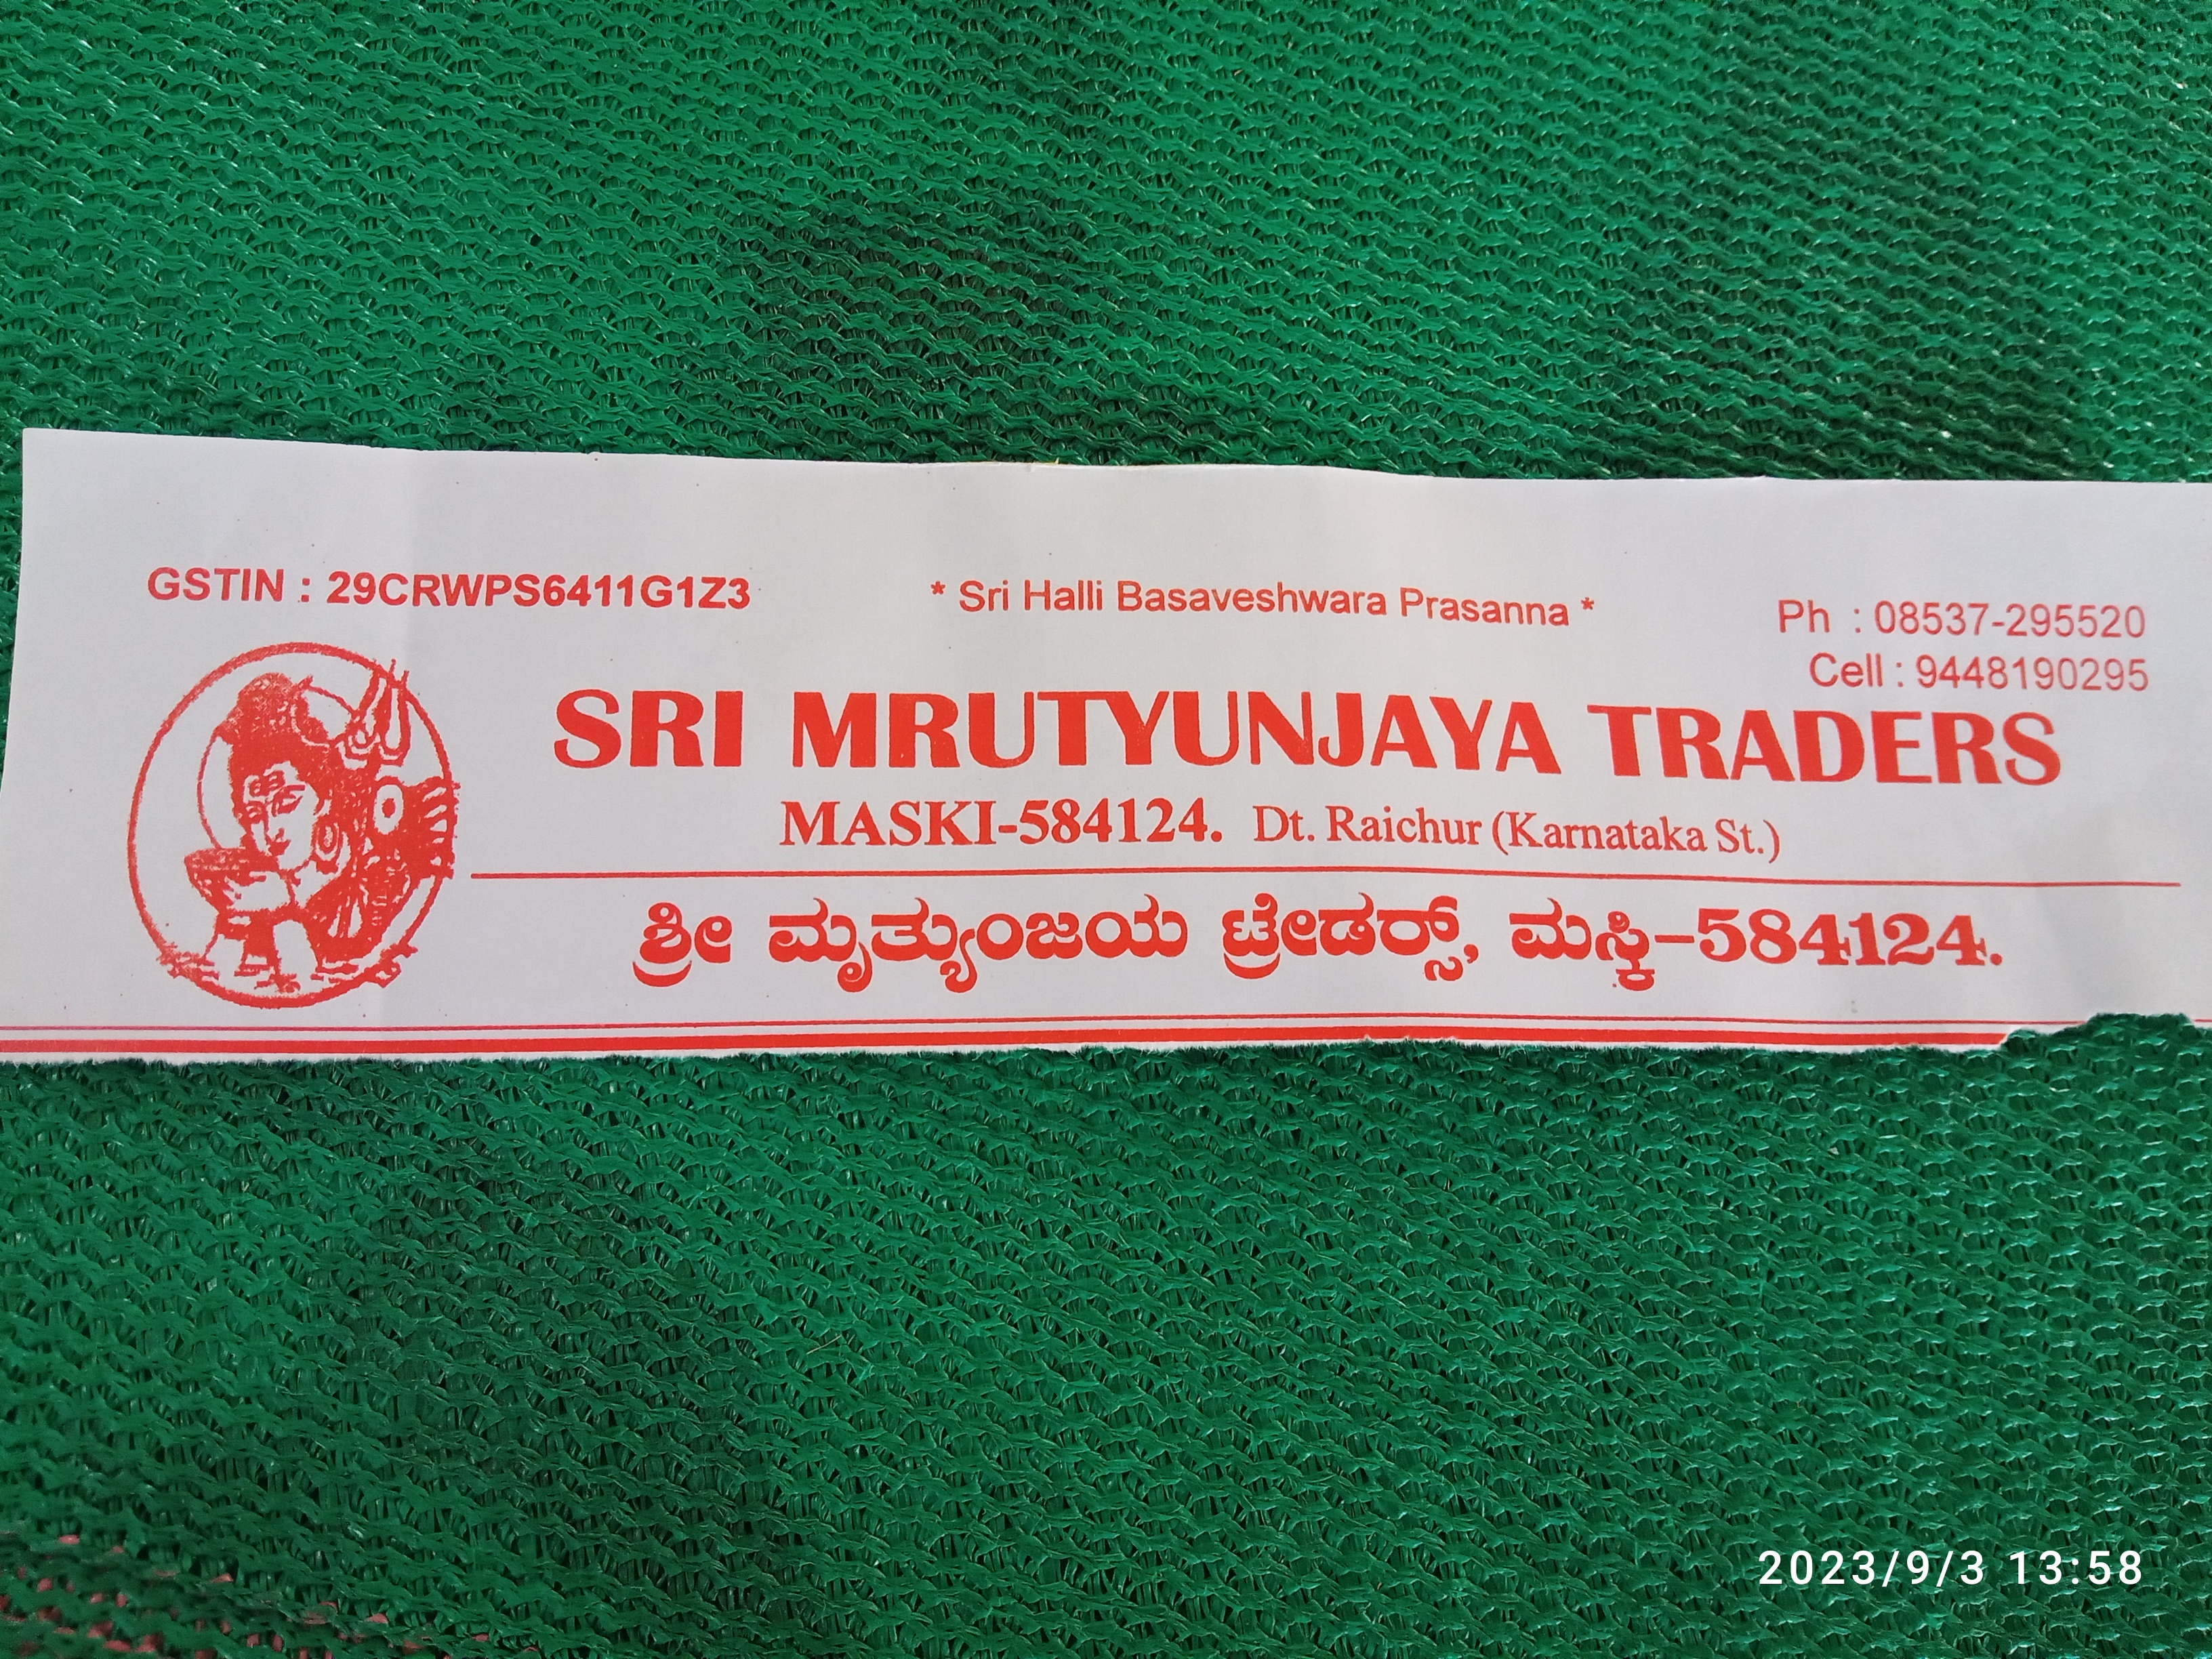 GSTIN : 29CRWPS6411G1Z3
* Sri Halli Basaveshwara Prasanna *
Ph : 08537-295520
Cell : 9448190295
SRI MRUTYUNJAYA TRADERS
MASKI-584124. Dt. Raichur (Karnataka St.)
ಶ್ರೀ ಮೃತ್ಯುಂಜಯ ಟ್ರೇಡರ್ಸ್, ಮಸ್ಕಿ-584124.
2023/9/3 13:58